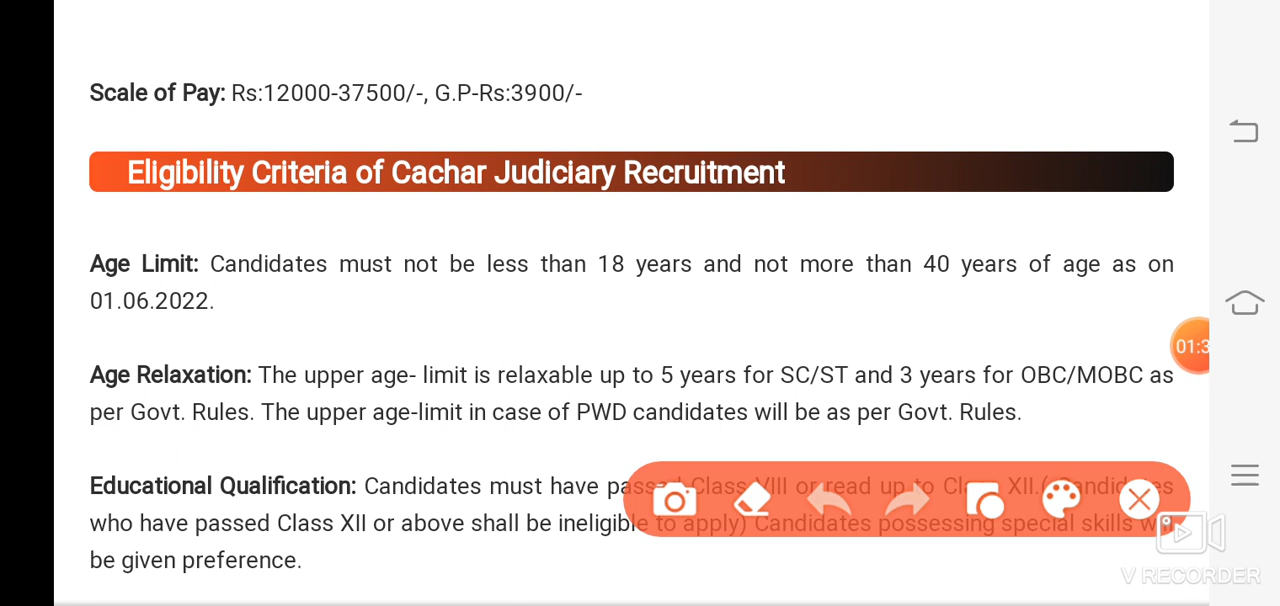 Scale of Pay: Rs:12000-37500/-, G.P-Rs:3900/-
Eligibility Criteria of Cachar Judiciary Recruitment
Age Limit: Candidates must not be less than 18 years and not more than 40 years of age as on
01.06.2022.
01:3
Age Relaxation: The upper age- limit is relaxable up to 5 years for SC/ST and 3 years for OBC/MOBC as
per Govt. Rules. The upper age-limit in case of PWD candidates will be as per Govt. Rules.
Educational Qualification: Candidates must have passed Class VIII or read up to Class XII.(Candidates
who have passed Class XII or above shall be ineligible to apply) Candidates possessing special skills will
be given preference.
V RECORDER